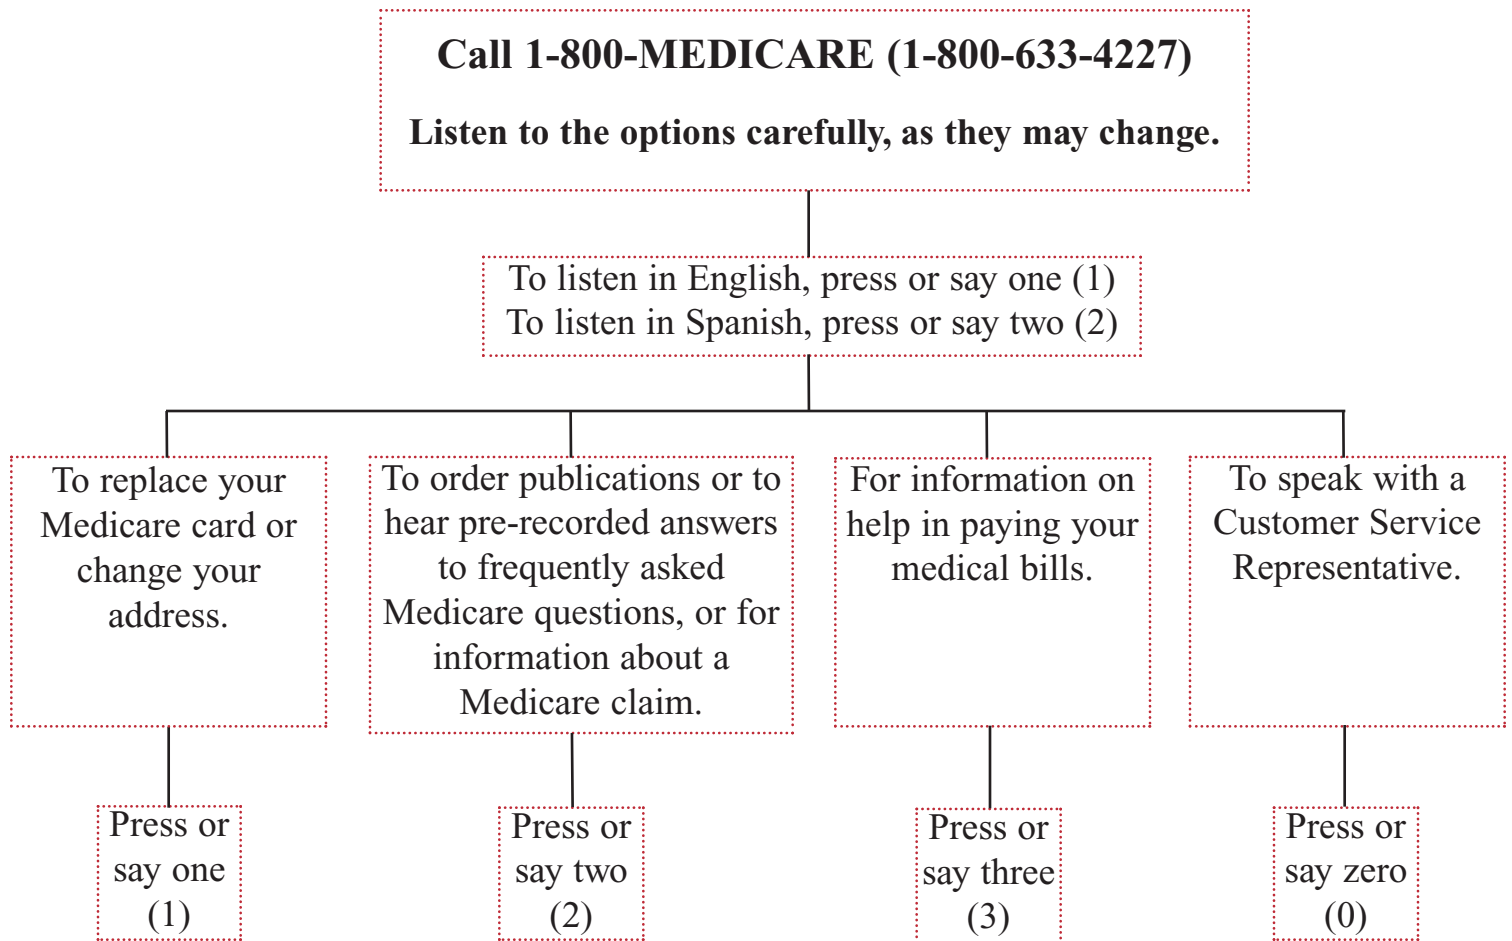 Call 1-800-MEDICARE (1-800-633-4227)
Listen to the options carefully, as they may change.
To listen in English, press or say one (1)
To listen in Spanish, press or say two (2)
To replace your
Medicare card or
change your
address.
Press or
say one
(1)
To order publications or to
hear pre-recorded answers
to frequently asked
Medicare questions, or for
information about a
Medicare claim.
Press or
say two
(2)
For information on
help in paying your
medical bills.
Press or
say three
(3)
To speak with a
Customer Service
Representative.
Press or
say zero
(0)